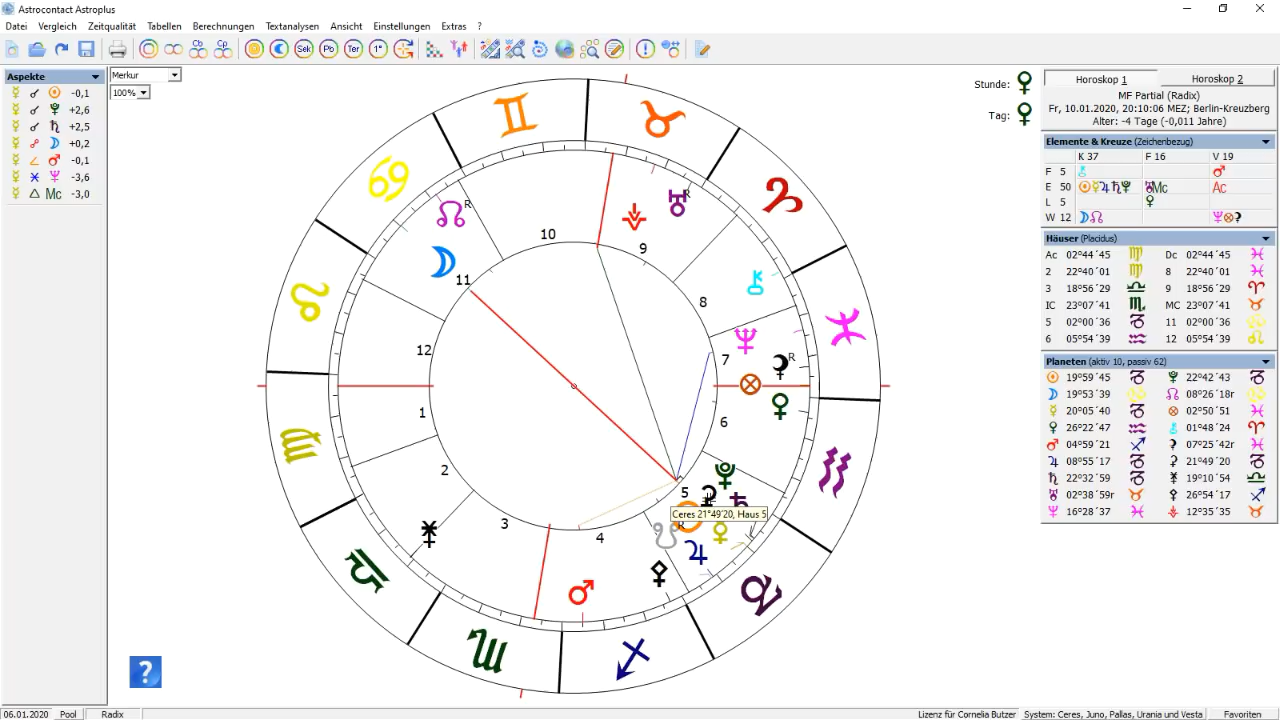 Astrocontact Astroplus
Datei Vergleich Zeitqualität Tabellen Berechnungen Textanalysen Ansicht Einstellungen Extras ?
Cb Cp Sek Pb Ter 1°
Aspekte
-0,1
+2,6
+2,5
+0,2
-0,1
-3,6
Mc -3,0
Merkur
100%
Stunde:
Tag:
10
9
11
8
12
7
1
6
2
5
3
4
R
R
R
R
Ceres 21°49'20, Haus 5
?
Horoskop 1 Horoskop 2
MF Partial (Radix)
Fr, 10.01.2020, 20:10:06 MEZ; Berlin-Kreuzberg
Alter: -4 Tage (-0,011 Jahre)
Elemente & Kreuze (Zeichenbezug)
K 37 F 16 V 19
F 5
E 50 Mc Ac
L 5
W 12
Häuser (Placidus)
Ac 02°44´45 Dc 02°44´45
2 22°40´01 8 22°40´01
3 18°56´29 9 18°56´29
IC 23°07´41 MC 23°07´41
5 02°00´36 11 02°00´36
6 05°54´39 12 05°54´39
Planeten (aktiv 10, passiv 62)
19°59´45 22°42´43
19°53´39 08°26´18r
20°05´40 02°50´51
26°22´47 01°48´24
04°59´21 07°25´42r
08°55´17 21°49´20
22°32´59 19°10´54
02°38´59r 26°54´17
16°28´37 12°35´35
06.01.2020 Pool Radix Lizenz für Cornelia Butzer System: Ceres, Juno, Pallas, Urania und Vesta Favoriten